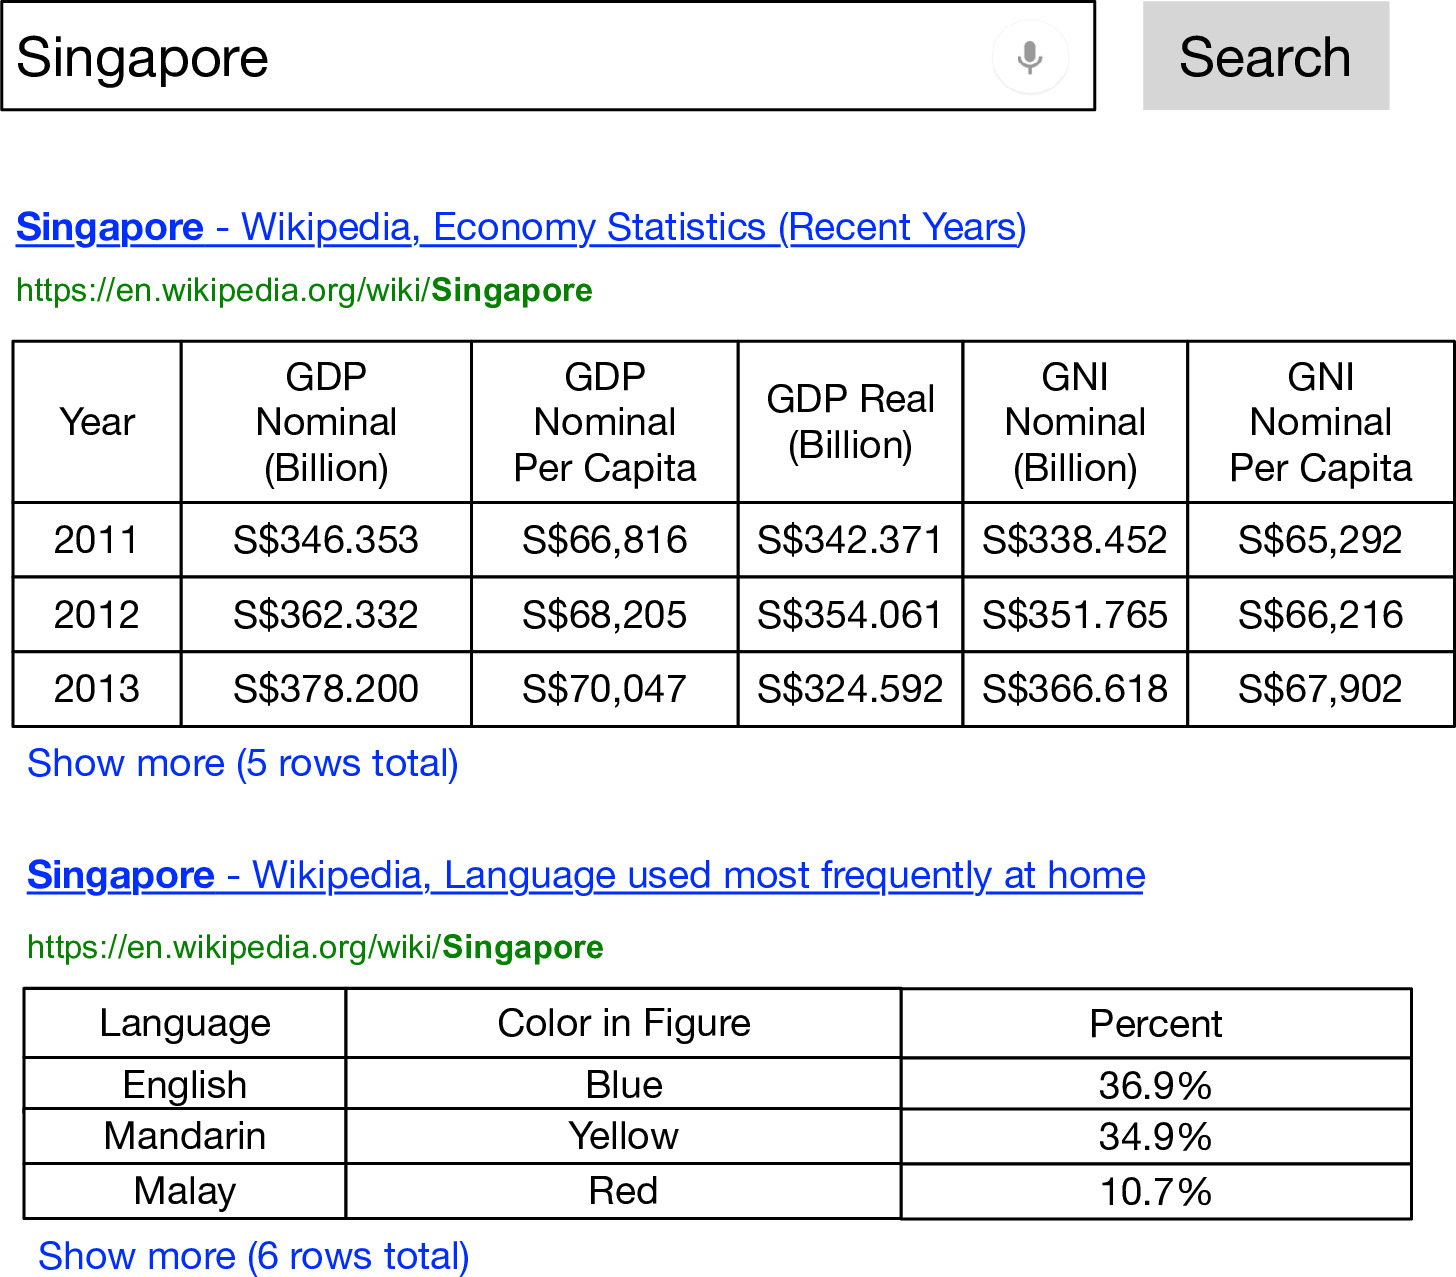 Singapore Search
Singapore - Wikipedia, Economy Statistics (Recent Years)
https://en.wikipedia.org/wiki/Singapore
Year GDP Nominal (Billion) GDP Nominal Per Capita GDP Real (Billion) GNI Nominal (Billion) GNI Nominal Per Capita
2011 S$346.353 S$66,816 S$342.371 S$338.452 S$65,292
2012 S$362.332 S$68,205 S$354.061 S$351.765 S$66,216
2013 S$378.200 S$70,047 S$324.592 S$366.618 S$67,902
Show more (5 rows total)
Singapore - Wikipedia, Language used most frequently at home
https://en.wikipedia.org/wiki/Singapore
Language Color in Figure Percent
English Blue 36.9%
Mandarin Yellow 34.9%
Malay Red 10.7%
Show more (6 rows total)